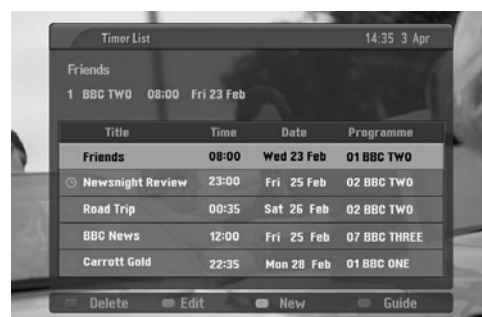 Timer List 14:35 3 Apr
Friends
1 BBC TWO 08:00 Fri 23 Feb
Title Time Date Programme
Friends 08:00 Wed 23 Feb 01 BBC TWO
Newsnight Review 23:00 Fri 25 Feb 02 BBC TWO
Road Trip 00:35 Sat 26 Feb 02 BBC TWO
BBC News 12:00 Fri 25 Feb 07 BBC THREE
Carrott Gold 22:35 Mon 28 Feb 01 BBC ONE
Delete Edit New Guide